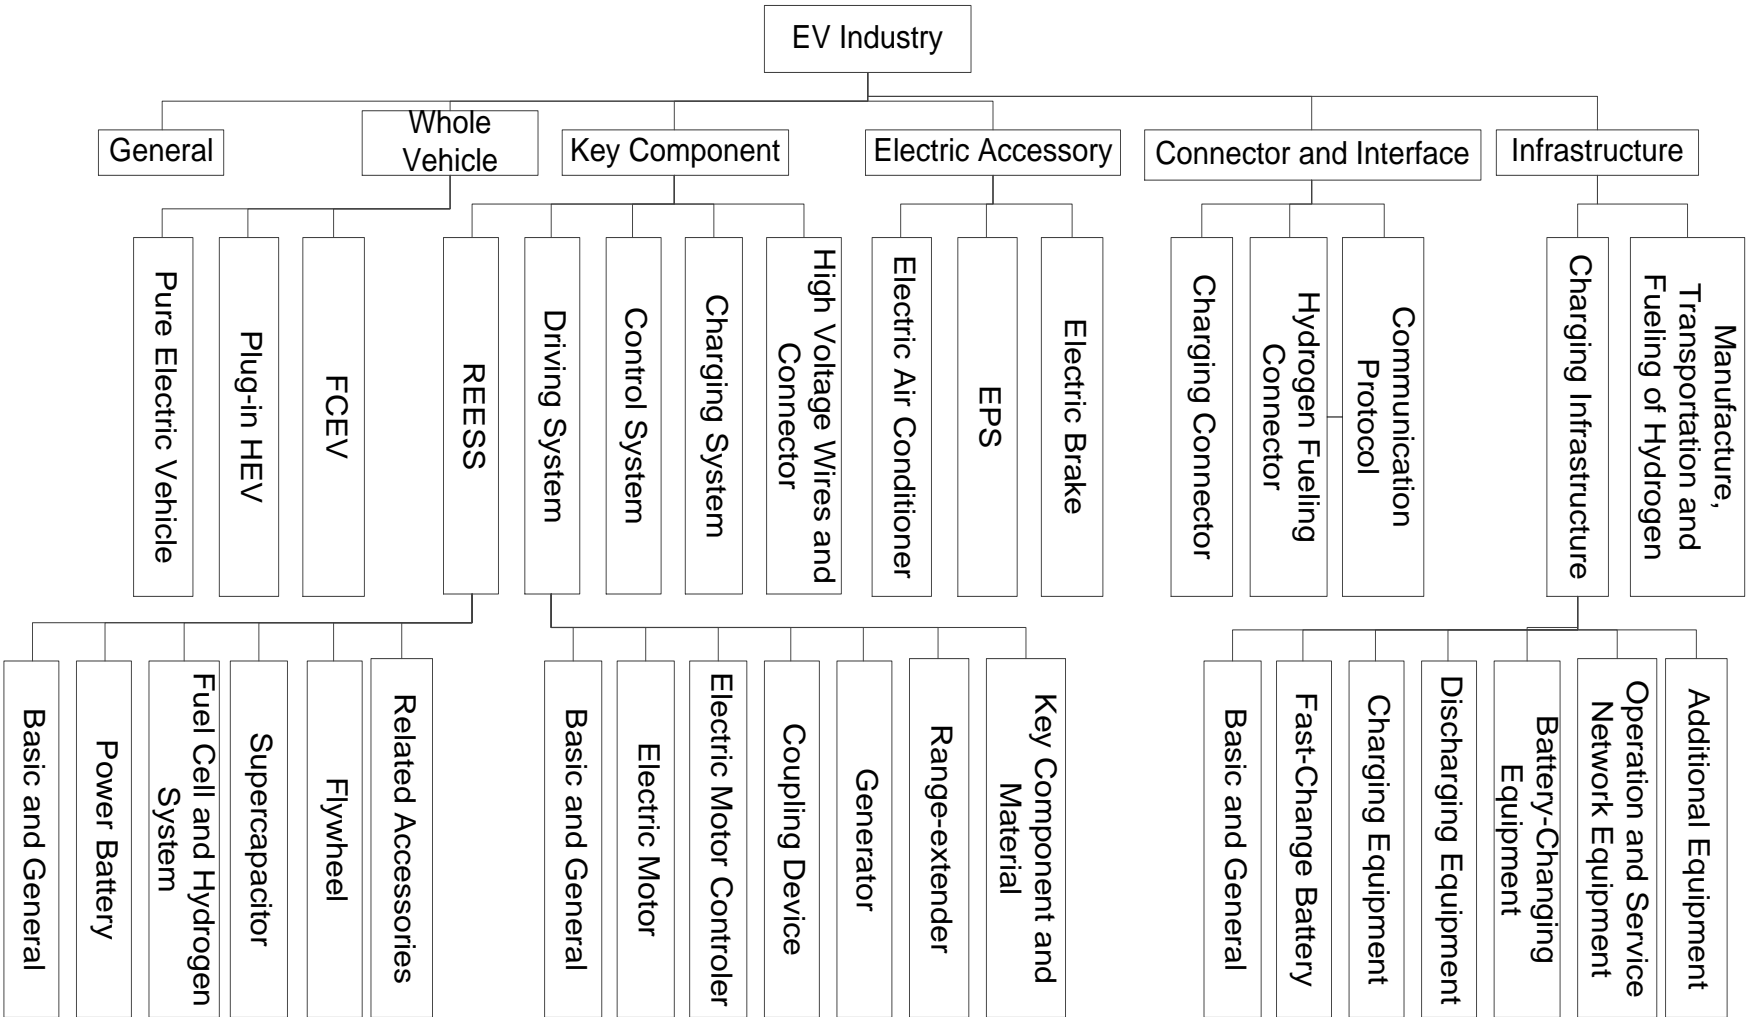 EV Industry
General
Whole
Vehicle
Key Component
Electric Accessory
Connector and Interface
Infrastructure
Pure Electric Vehicle
Plug-in HEV
FCEV
REESS
Driving System
Control System
Charging System
High Voltage Wires and
Connector
Electric Air Conditioner
EPS
Electric Brake
Charging Connector
Hydrogen Fueling
Connector
Communication
Protocol
Charging Infrastructure
Manufacture,
Transportation and
Fueling of Hydrogen
Basic and General
Power Battery
Fuel Cell and Hydrogen
System
Supercapacitor
Flywheel
Related Accessories
Basic and General
Electric Motor
Electric Motor Controler
Coupling Device
Generator
Range-extender
Key Component and
Material
Basic and General
Fast-Change Battery
Charging Equipment
Discharging Equipment
Battery-Changing
Equipment
Operation and Service
Network Equipment
Additional Equipment